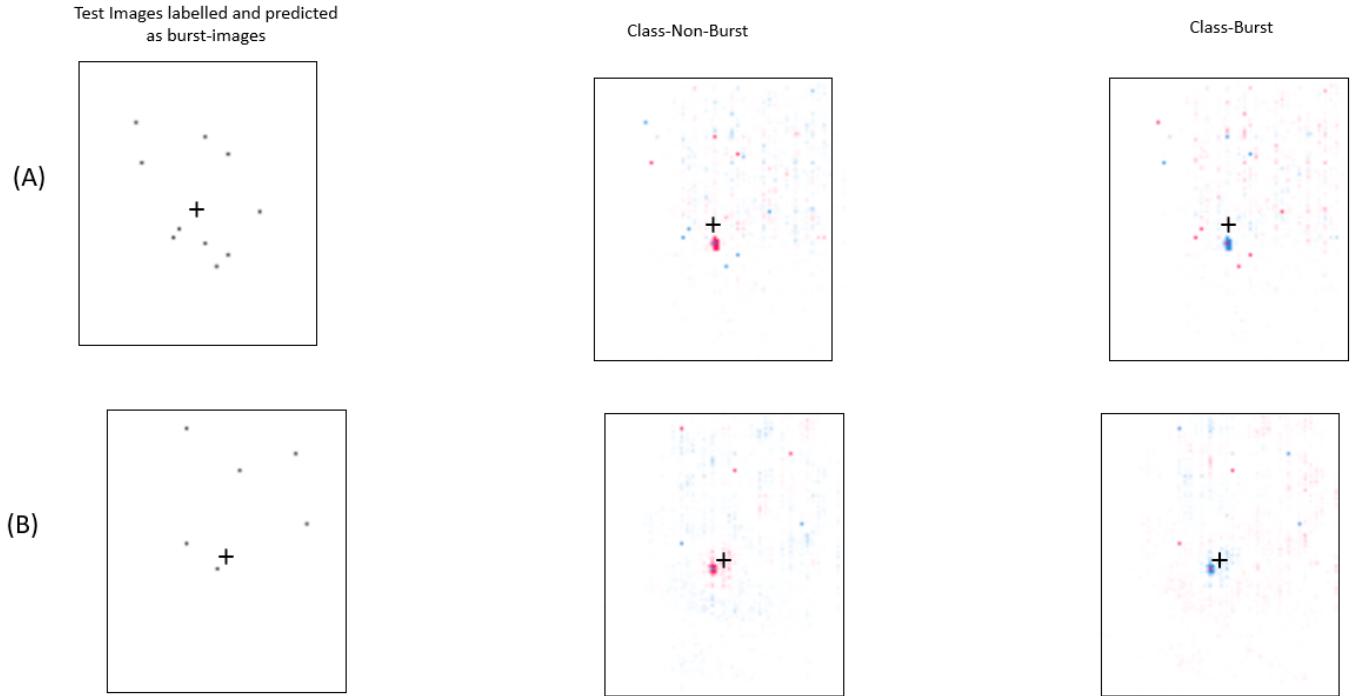 Test Images labelled and predicted
as burst-images
Class-Non-Burst
Class-Burst
(A)
(B)